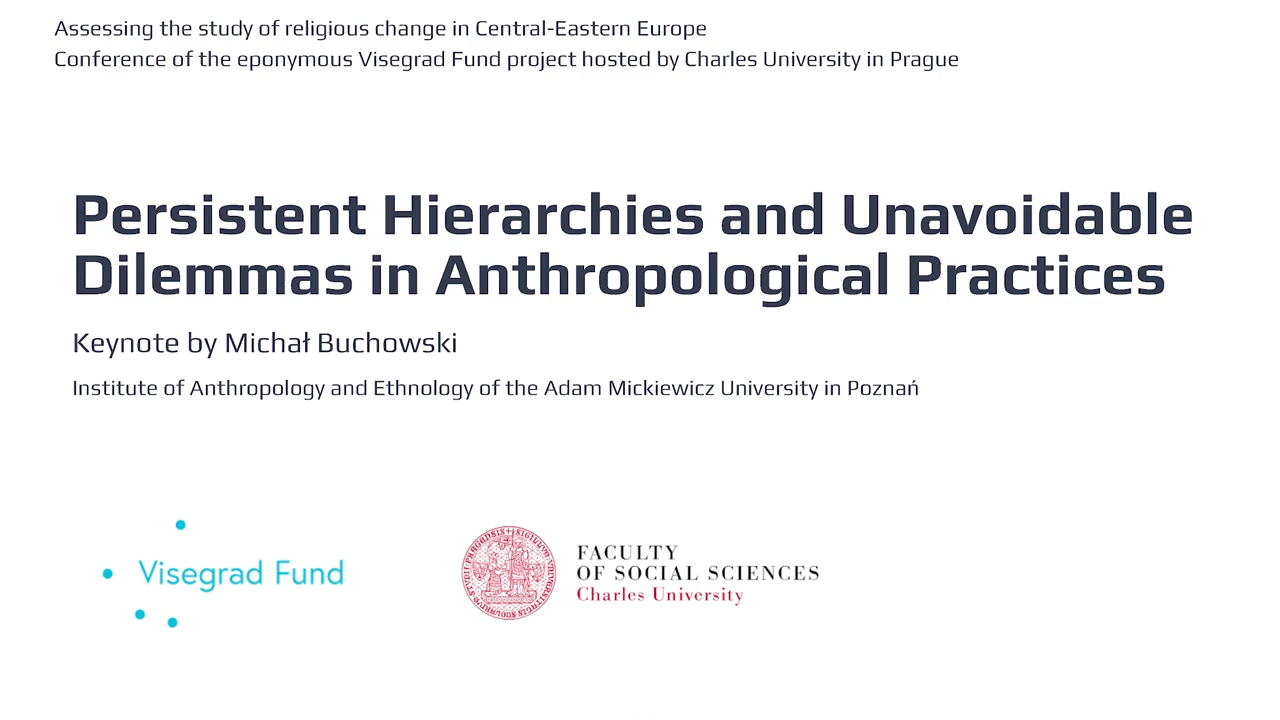 Assessing the study of religious change in Central-Eastern Europe
Conference of the eponymous Visegrad Fund project hosted by Charles University in Prague
Persistent Hierarchies and Unavoidable
Dilemmas in Anthropological Practices
Keynote by Michał Buchowski
Institute of Anthropology and Ethnology of the Adam Mickiewicz University in Poznań
Visegrad Fund
FACULTY
OF SOCIAL SCIENCES
Charles University